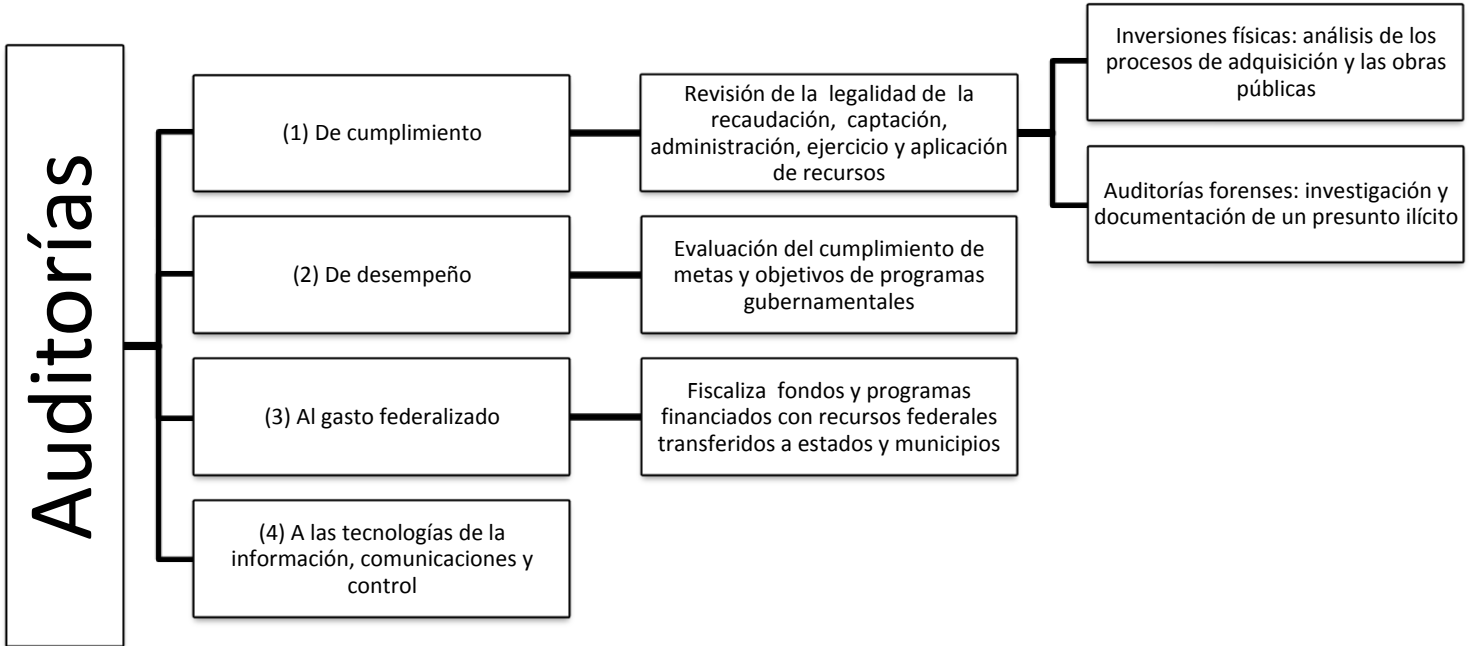 Auditorías
(1) De cumplimiento
Revisión de la legalidad de la
recaudación, captación,
administración, ejercicio y aplicación
de recursos
Inversiones físicas: análisis de los
procesos de adquisición y las obras
públicas
Auditorías forenses: investigación y
documentación de un presunto ilícito
(2) De desempeño
Evaluación del cumplimiento de
metas y objetivos de programas
gubernamentales
(3) Al gasto federalizado
Fiscaliza fondos y programas
financiados con recursos federales
transferidos a estados y municipios
(4) A las tecnologías de la
información, comunicaciones y
control